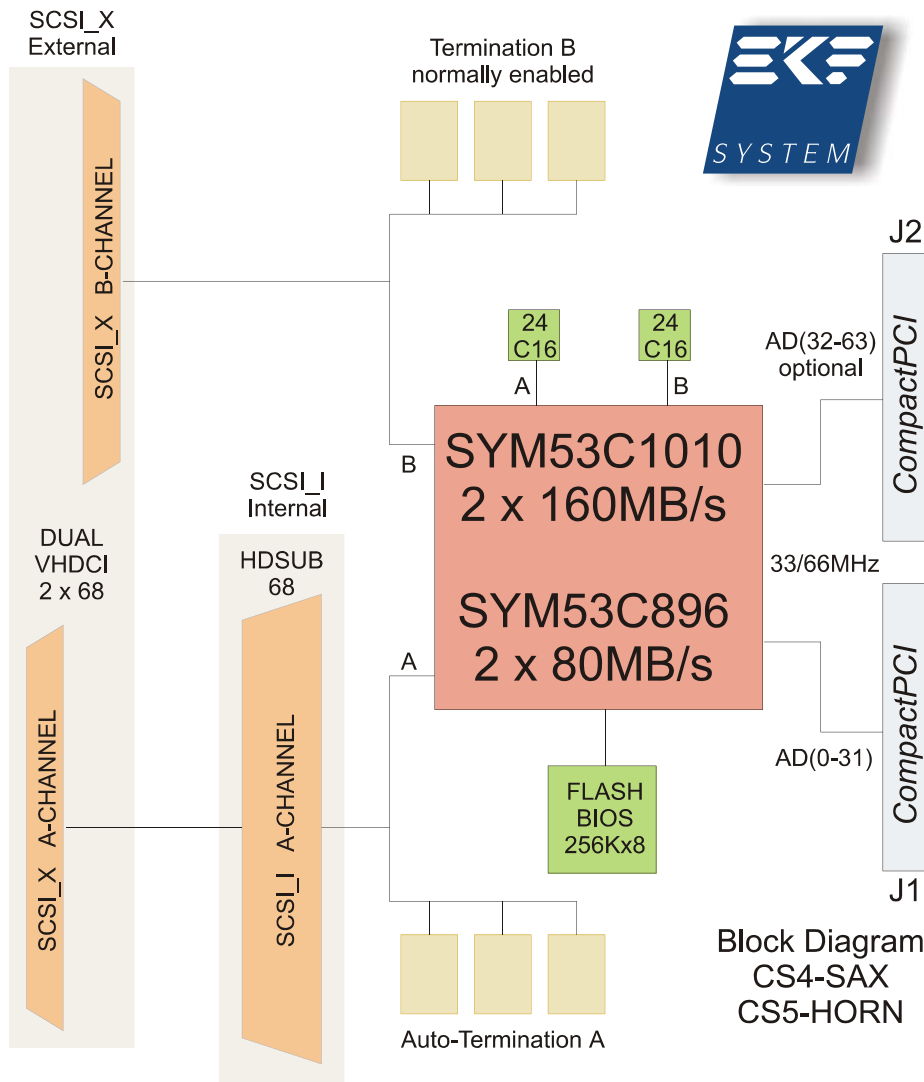 SCSI_X
External
Termination B
normally enabled
EKF
SYSTEM
SCSI_X B-CHANNEL
J2
CompactPCI
AD(32-63)
optional
24
C16
24
C16
A
B
B
SYM53C1010
2 x 160MB/s
SYM53C896
2 x 80MB/s
33/66MHz
SCSI_I
Internal
DUAL
VHDCI
2 x 68
HDSUB
68
A
SCSI_X A-CHANNEL
SCSI_I A-CHANNEL
FLASH
BIOS
256Kx8
AD(0-31)
CompactPCI
J1
Auto-Termination A
Block Diagram
CS4-SAX
CS5-HORN